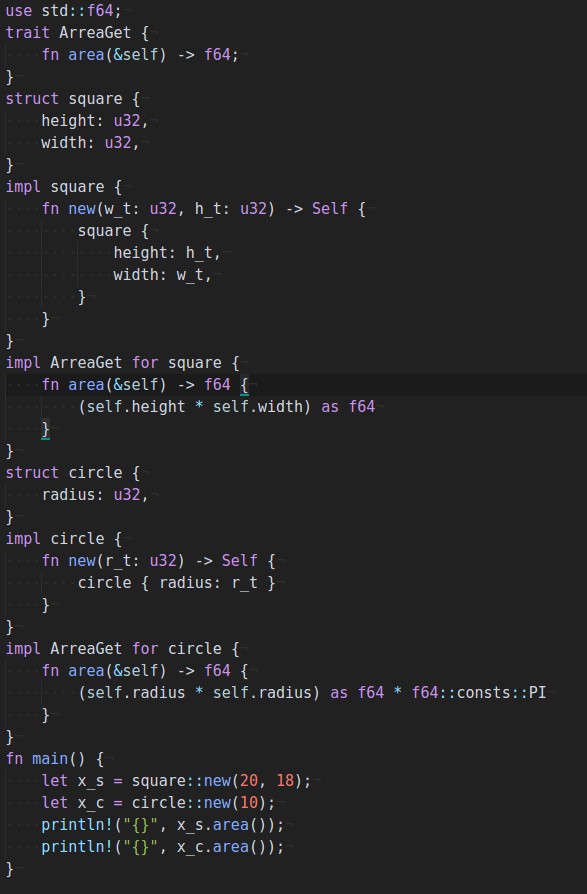 use std::f64;
trait ArreaGet {
    fn area(&self) -> f64;
}
struct square {
    height: u32,
    width: u32,
}
impl square {
    fn new(w_t: u32, h_t: u32) -> Self {
        square {
            height: h_t,
            width: w_t,
        }
    }
}
impl ArreaGet for square {
    fn area(&self) -> f64 {
        (self.height * self.width) as f64
    }
}
struct circle {
    radius: u32,
}
impl circle {
    fn new(r_t: u32) -> Self {
        circle { radius: r_t }
    }
}
impl ArreaGet for circle {
    fn area(&self) -> f64 {
        (self.radius * self.radius) as f64 * f64::consts::PI
    }
}
fn main() {
    let x_s = square::new(20, 18);
    let x_c = circle::new(10);
    println!("{}", x_s.area());
    println!("{}", x_c.area());
}